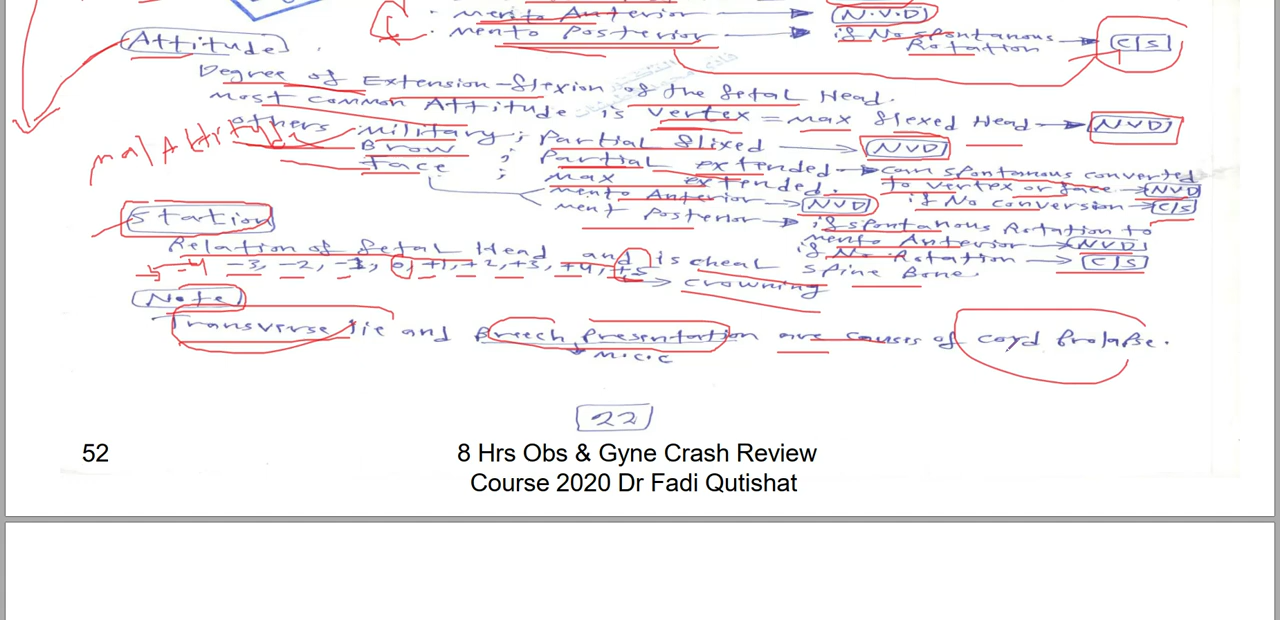 . Mento Anterior → N.V.D
. mento Posterior → if No spontanous Rotation → C/S
Attitude
Degree of Extension-flexion of the fetal Head.
most common Attitude is vertex = max flexed Head → NVD
mal Attitude
others military ; Partial flixed → NVD
Brow ; Partial extended → can spontanous converted to vertex or face → NVD
if No conversion → C/S
Face ; max extended.
mento Anterior → NVD
ment posterior → if spontanous Rotation to mento Anterior → NVD
if No Rotation → C/S
Station
Relation of fetal Head and ischeal spine Bone.
-5 -4 -3, -2, -1, 0, +1, +2, +3, +4, +5 → crowning
Note
Transverse lie and Breech Presentation are causes of cord Prolapse.
M.C.C
22
52
8 Hrs Obs & Gyne Crash Review
Course 2020 Dr Fadi Qutishat